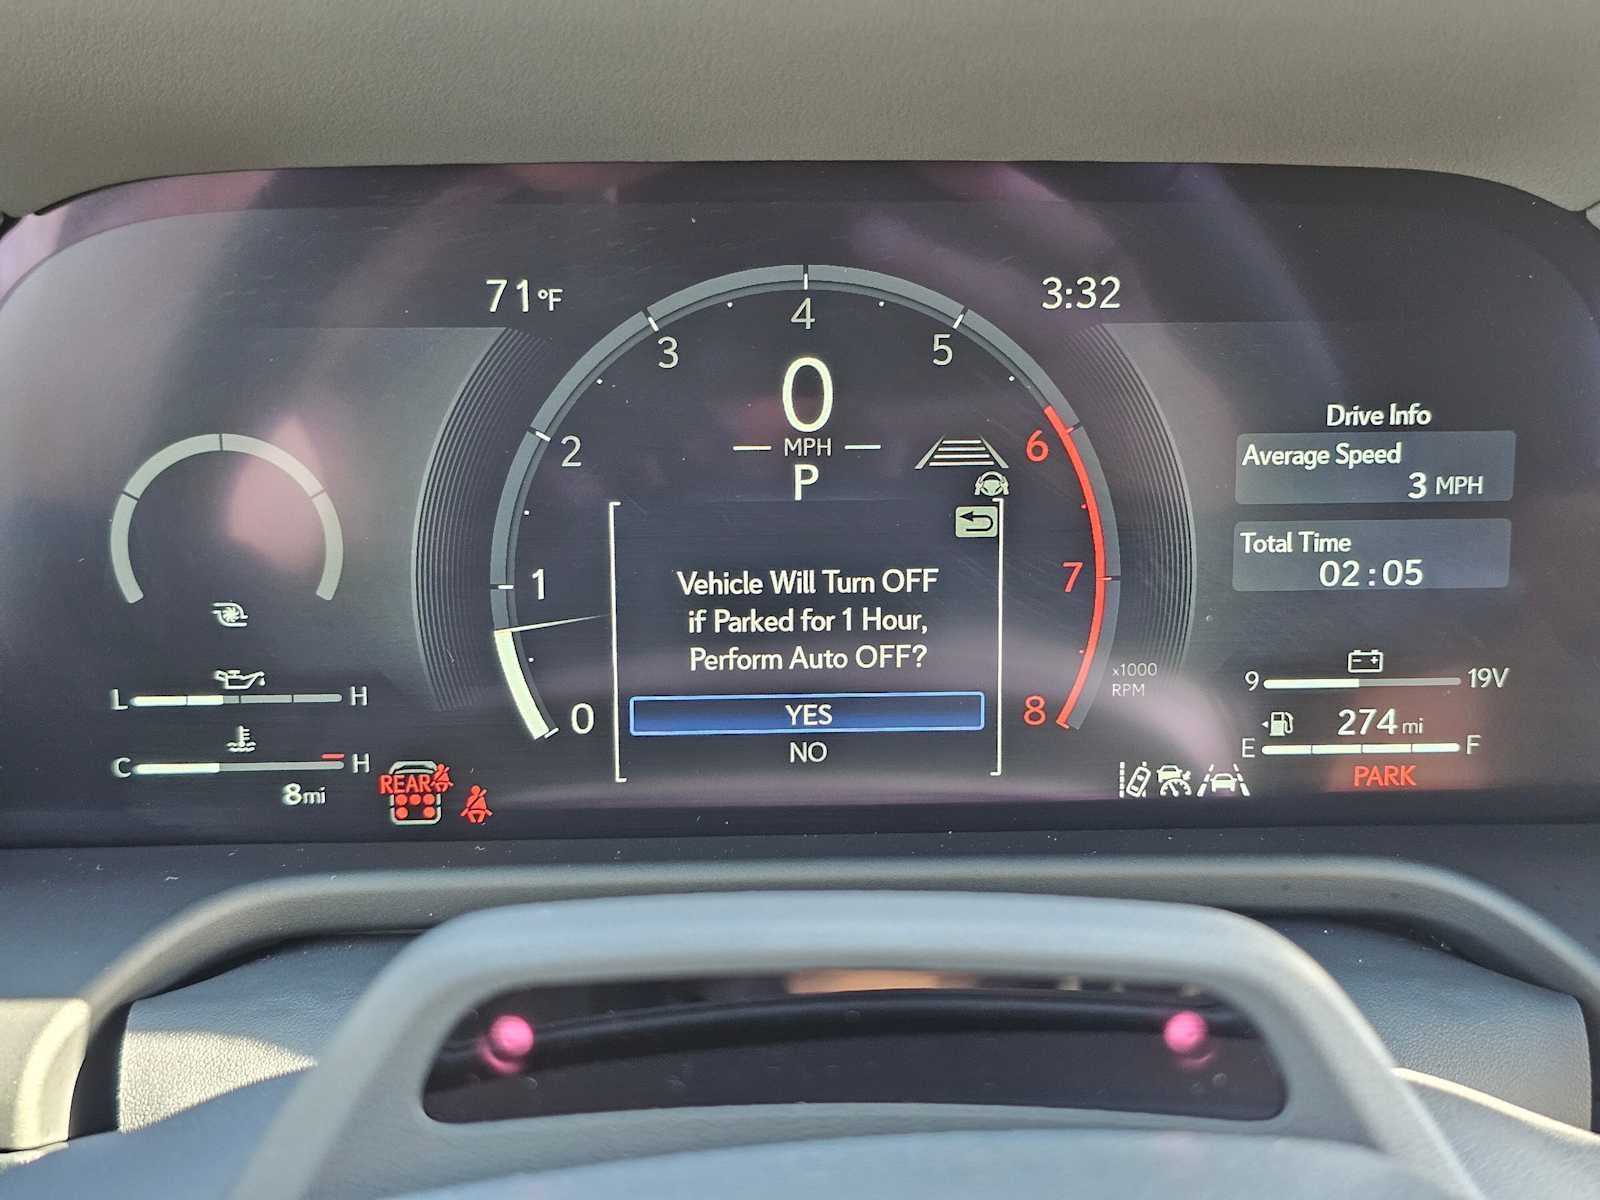 71°F
3:32
4
3
5
0
MPH
P
2
6
1
7
0
8
x1000
RPM
Vehicle Will Turn OFF
if Parked for 1 Hour,
Perform Auto OFF?
YES
NO
L H
C H
8mi
REAR
Drive Info
Average Speed
3 MPH
Total Time
02:05
9 19V
274 mi
E F
PARK